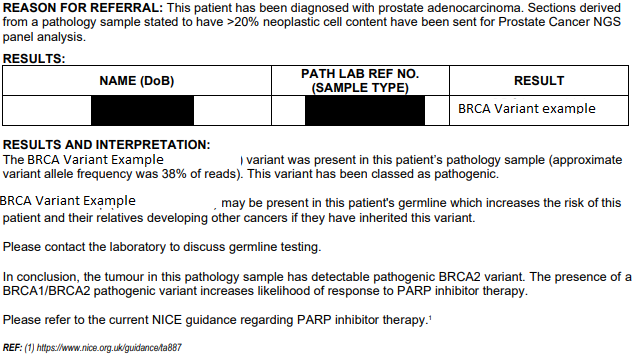 REASON FOR REFERRAL: This patient has been diagnosed with prostate adenocarcinoma. Sections derived
from a pathology sample stated to have >20% neoplastic cell content have been sent for Prostate Cancer NGS
panel analysis.
RESULTS:
NAME (DoB)
PATH LAB REF NO.
(SAMPLE TYPE)
RESULT
BRCA Variant example
RESULTS AND INTERPRETATION:
The BRCA Variant Example ) variant was present in this patient's pathology sample (approximate
variant allele frequency was 38% of reads). This variant has been classed as pathogenic.
BRCA Variant Example , may be present in this patient's germline which increases the risk of this
patient and their relatives developing other cancers if they have inherited this variant.
Please contact the laboratory to discuss germline testing.
In conclusion, the tumour in this pathology sample has detectable pathogenic BRCA2 variant. The presence of a
BRCA1/BRCA2 pathogenic variant increases likelihood of response to PARP inhibitor therapy.
Please refer to the current NICE guidance regarding PARP inhibitor therapy.¹
REF: (1) https://www.nice.org.uk/guidance/ta887